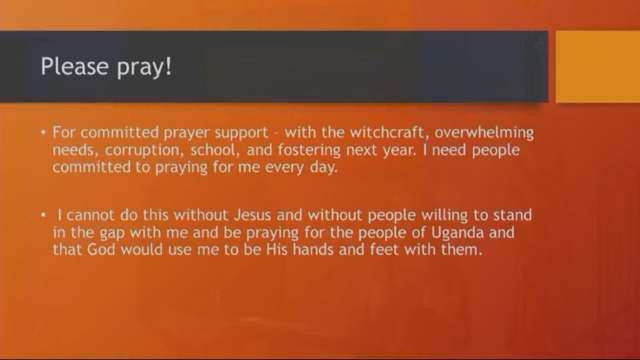 Please pray!
• For committed prayer support – with the witchcraft, overwhelming
needs, corruption, school, and fostering next year. I need people
committed to praying for me every day.
• I cannot do this without Jesus and without people willing to stand
in the gap with me and be praying for the people of Uganda and
that God would use me to be His hands and feet with them.